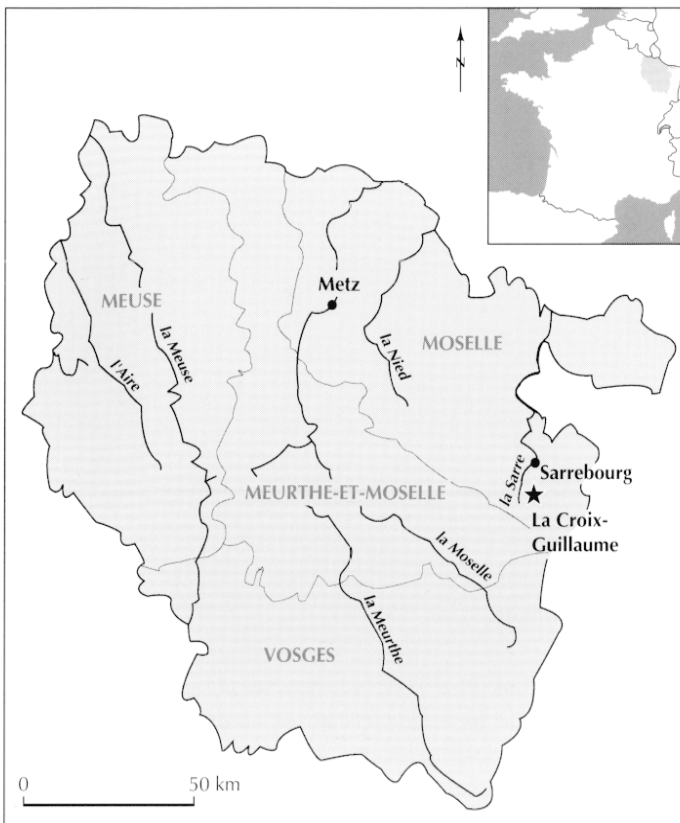 N
Metz
MEUSE
la Meuse
l'Aire
la Nied
MOSELLE
la Sarre
Sarrebourg
MEURTHE-ET-MOSELLE
La Croix-
Guillaume
la Moselle
la Meurthe
VOSGES
0 50 km